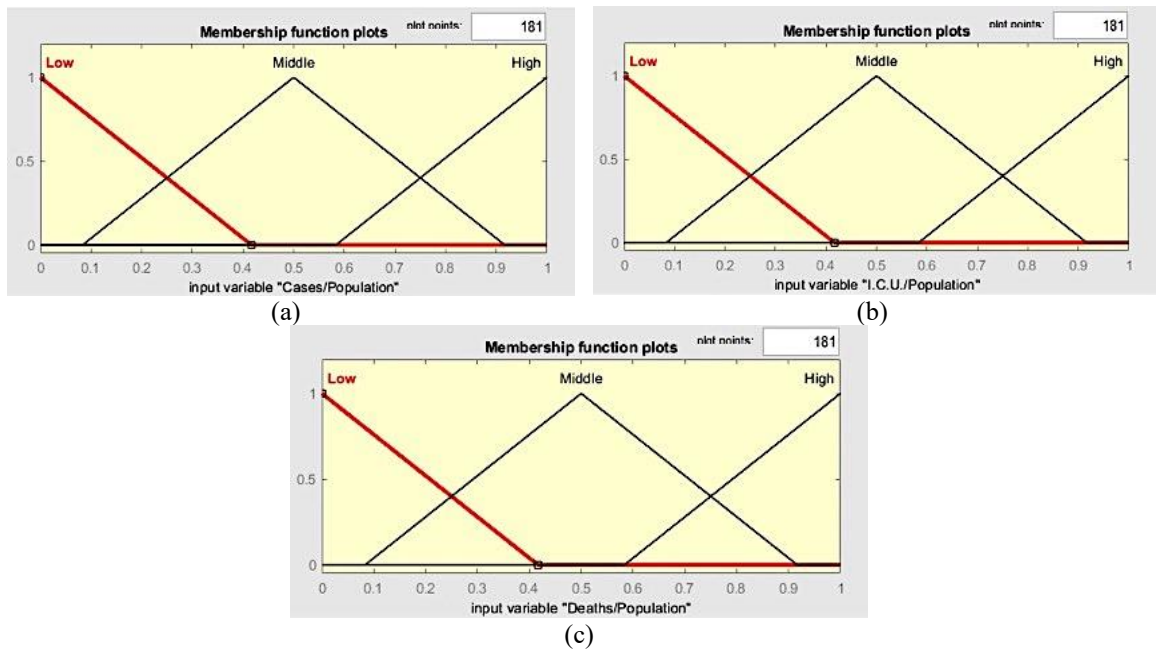 Membership function plots plot points: 181
Low Middle High
1
0.5
0
0 0.1 0.2 0.3 0.4 0.5 0.6 0.7 0.8 0.9 1
input variable "Cases/Population"
(a)
Membership function plots plot points: 181
Low Middle High
1
0.5
0
0 0.1 0.2 0.3 0.4 0.5 0.6 0.7 0.8 0.9 1
input variable "I.C.U./Population"
(b)
Membership function plots plot points: 181
Low Middle High
1
0.5
0
0 0.1 0.2 0.3 0.4 0.5 0.6 0.7 0.8 0.9 1
input variable "Deaths/Population"
(c)